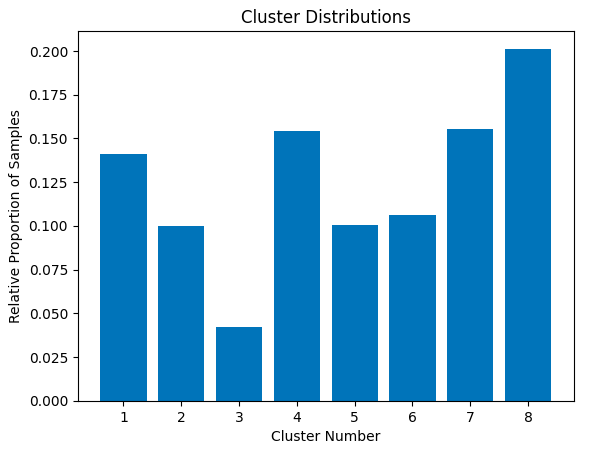 Cluster Distributions
Relative Proportion of Samples
0.200
0.175
0.150
0.125
0.100
0.075
0.050
0.025
0.000
1 2 3 4 5 6 7 8
Cluster Number